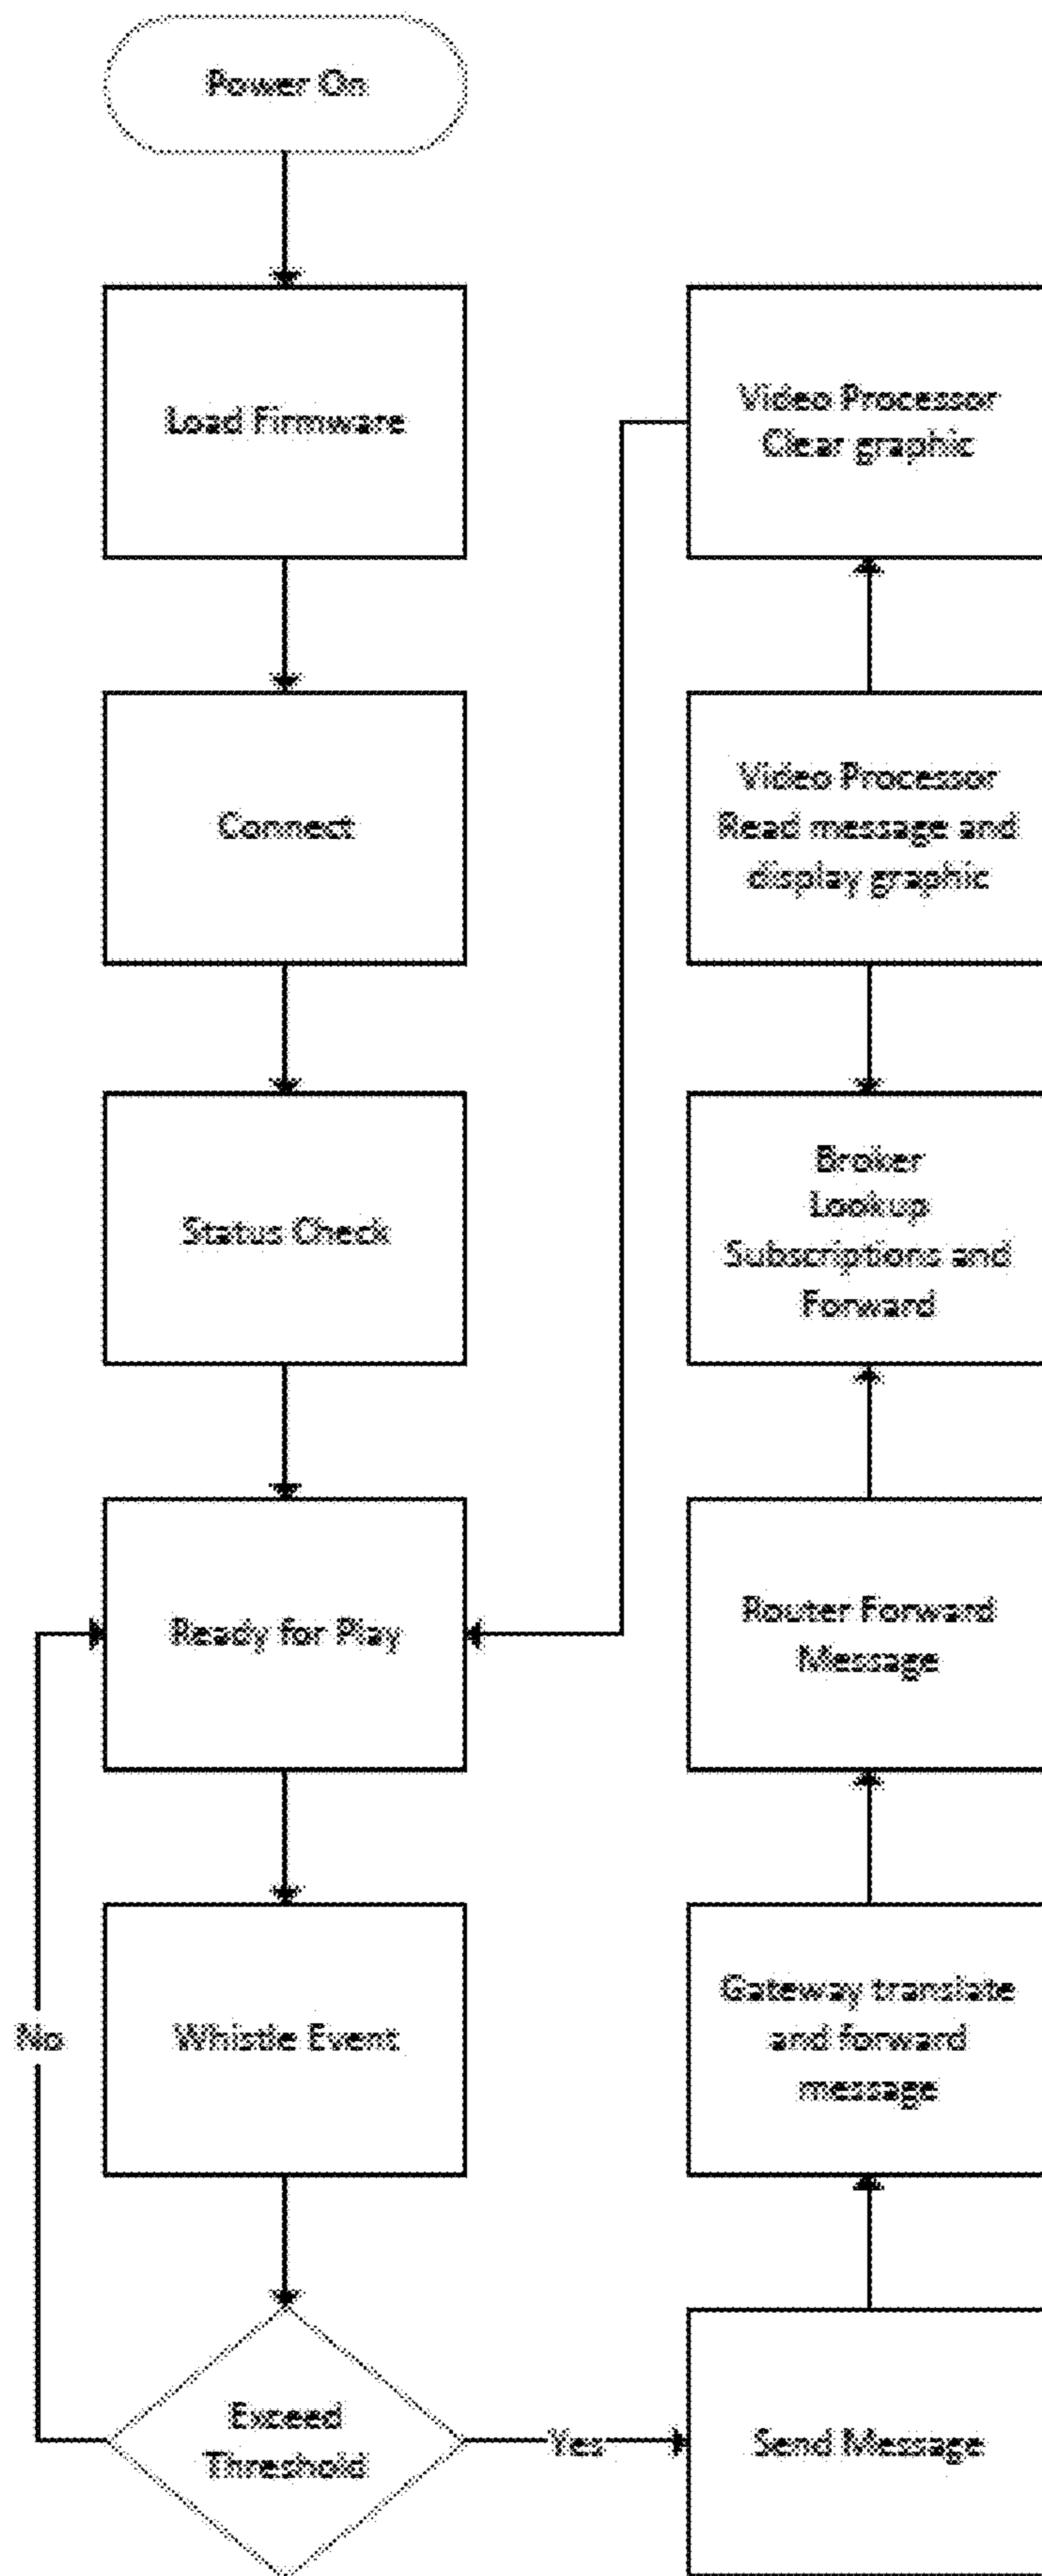 Power On
Load Firmware
Connect
Status Check
Ready for Play
Whistle Event
No
Exceed
Threshold
Yes
Video Processor
Clear graphic
Video Processor
Read message and
display graphic
Broker
Lookup
Subscriptions and
Forward
Router Forward
Message
Gateway translate
and forward
message
Send Message